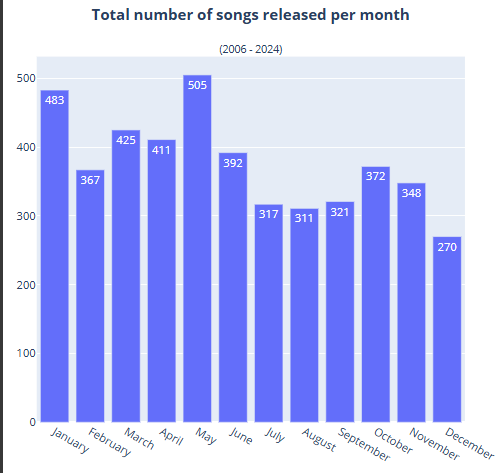 Total number of songs released per month
(2006 - 2024)
500
400
300
200
100
0
483
367
425
411
505
392
317
311
321
372
348
270
January
February
March
April
May
June
July
August
September
October
November
December